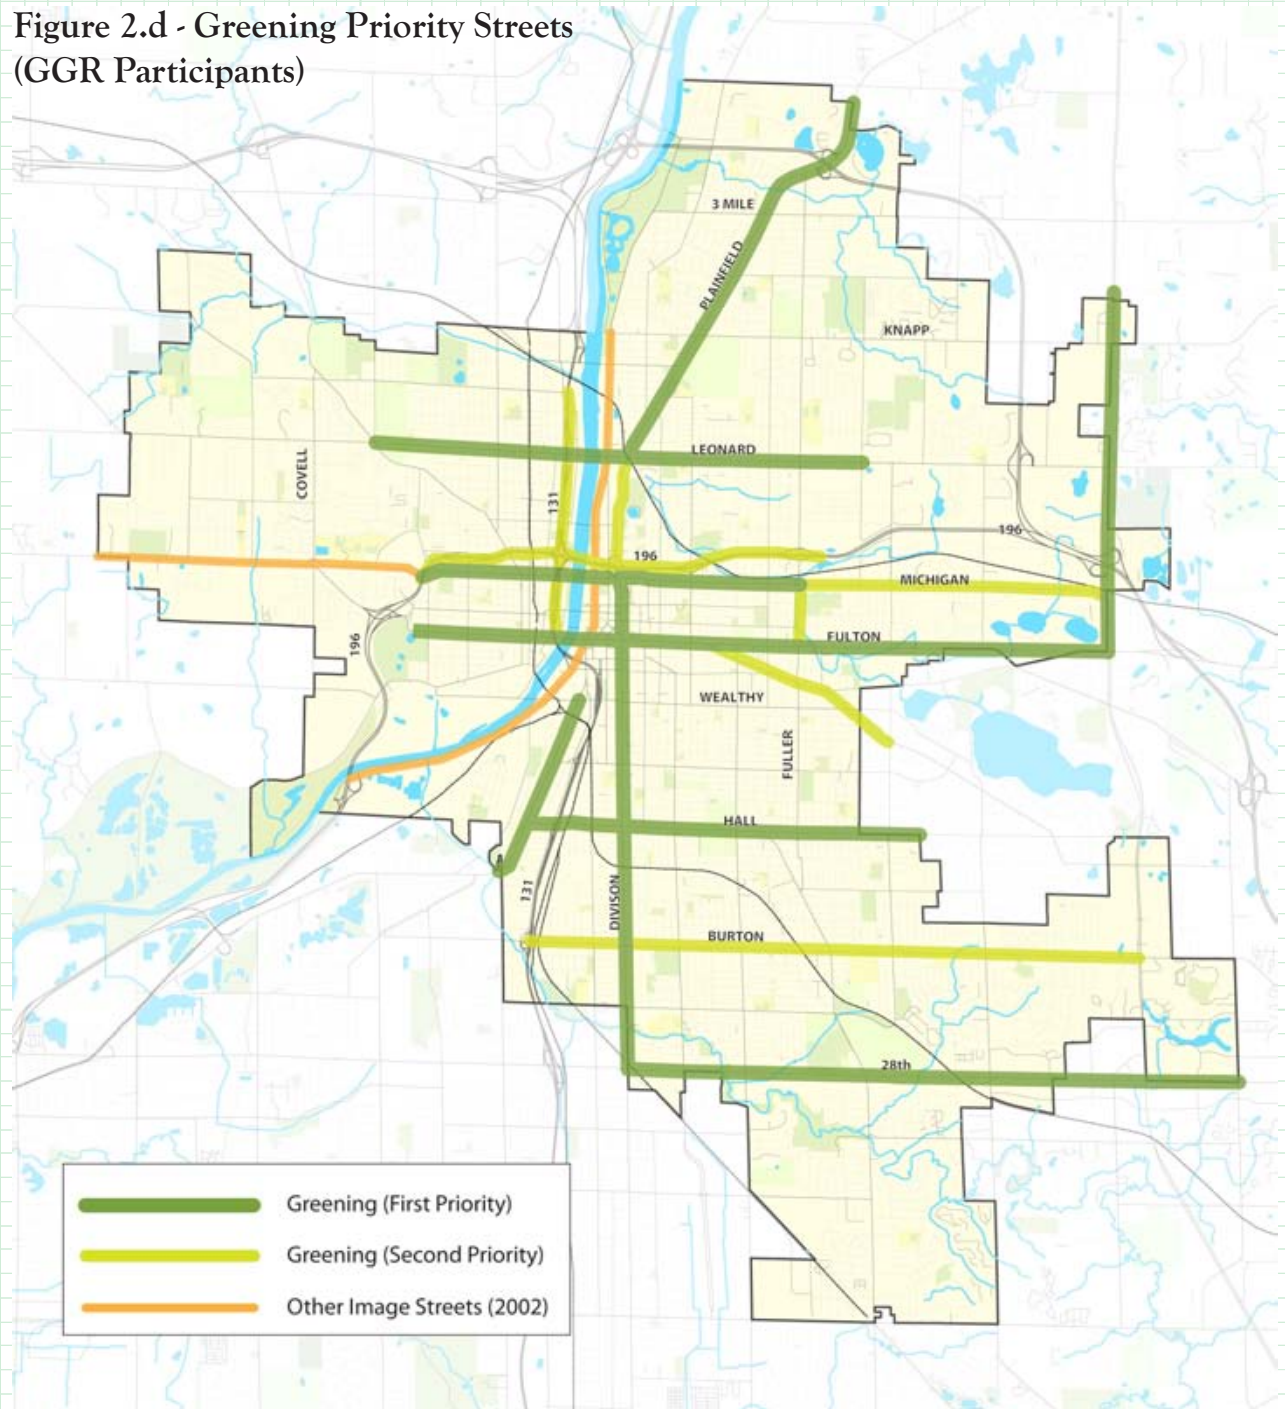 Figure 2.d - Greening Priority Streets
(GGR Participants)
3 MILE
PLAINFIELD
KNAPP
LEONARD
COVELL
131
196
196
MICHIGAN
196
FULTON
WEALTHY
FULLER
HALL
131
DIVISON
BURTON
28th
Greening (First Priority)
Greening (Second Priority)
Other Image Streets (2002)